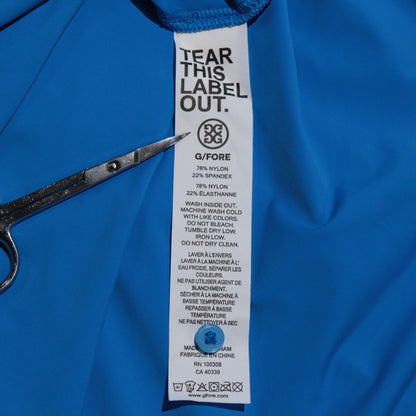 TEAR
THIS
LABEL
OUT.
G/FORE
78% NYLON
22% SPANDEX
78% NYLON
22% ÉLASTHANNE
WASH INSIDE OUT.
MACHINE WASH COLD
WITH LIKE COLORS.
DO NOT BLEACH,
TUMBLE DRY LOW,
IRON LOW.
DO NOT DRY CLEAN.
LAVER À L'ENVERS
LAVER À LA MACHINE À L'
EAU FROIDE, SÉPARER LES
COULEURS.
NE PAS UTILISER AGENT DE
BLANCHIMENT,
SÉCHER À LA MACHINE À
BASSE TEMPÉRATURE
REPASSER À BASSE
TEMPÉRATURE
NE PAS NETTOYER À SEC
FABRIQUE EN CHINE
RN 100308
CA 40339
www.gfore.com